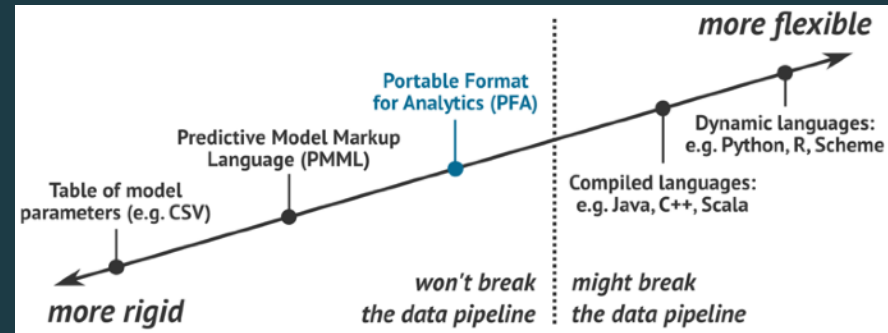 more flexible
Portable Format
for Analytics (PFA)
Predictive Model Markup
Language (PMML)
Dynamic languages:
e.g. Python, R, Scheme
Table of model
parameters (e.g. CSV)
Compiled languages:
e.g. Java, C++, Scala
more rigid
won't break
the data pipeline
might break
the data pipeline